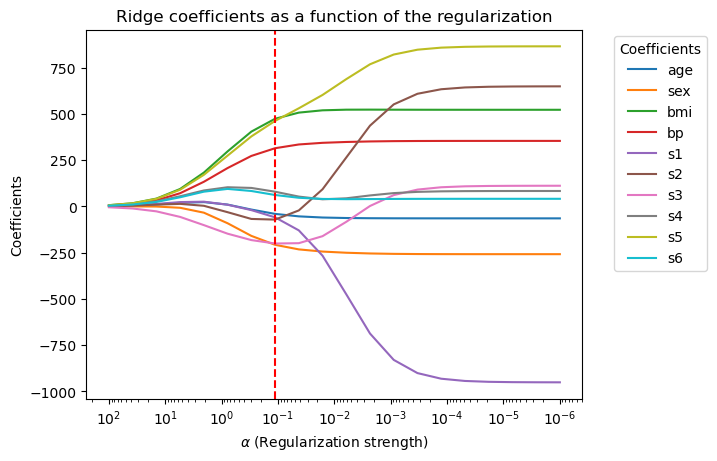 Ridge coefficients as a function of the regularization
Coefficients
750
500
250
0
−250
−500
−750
−1000
10² 10¹ 10⁰ 10⁻¹ 10⁻² 10⁻³ 10⁻⁴ 10⁻⁵ 10⁻⁶
α (Regularization strength)
Coefficients
age
sex
bmi
bp
s1
s2
s3
s4
s5
s6